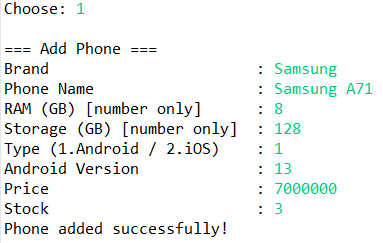 Choose: 1
=== Add Phone ===
Brand : Samsung
Phone Name : Samsung A71
RAM (GB) [number only] : 8
Storage (GB) [number only] : 128
Type (1.Android / 2.iOS) : 1
Android Version : 13
Price : 7000000
Stock : 3
Phone added successfully!